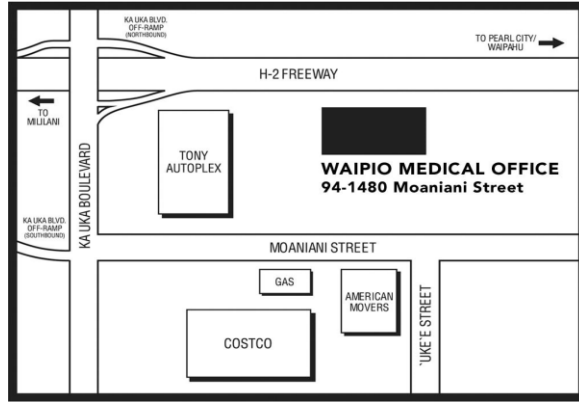 KA UKA BLVD.
OFF-RAMP
(NORTHBOUND)
TO PEARL CITY/
WAIPAHU
H-2 FREEWAY
TO
MILILANI
TONY
AUTOPLEX
WAIPIO MEDICAL OFFICE
94-1480 Moaniani Street
KA UKA BOULEVARD
KA UKA BLVD.
OFF-RAMP
(SOUTHBOUND)
MOANIANI STREET
GAS
AMERICAN
MOVERS
COSTCO
'UKE'E STREET